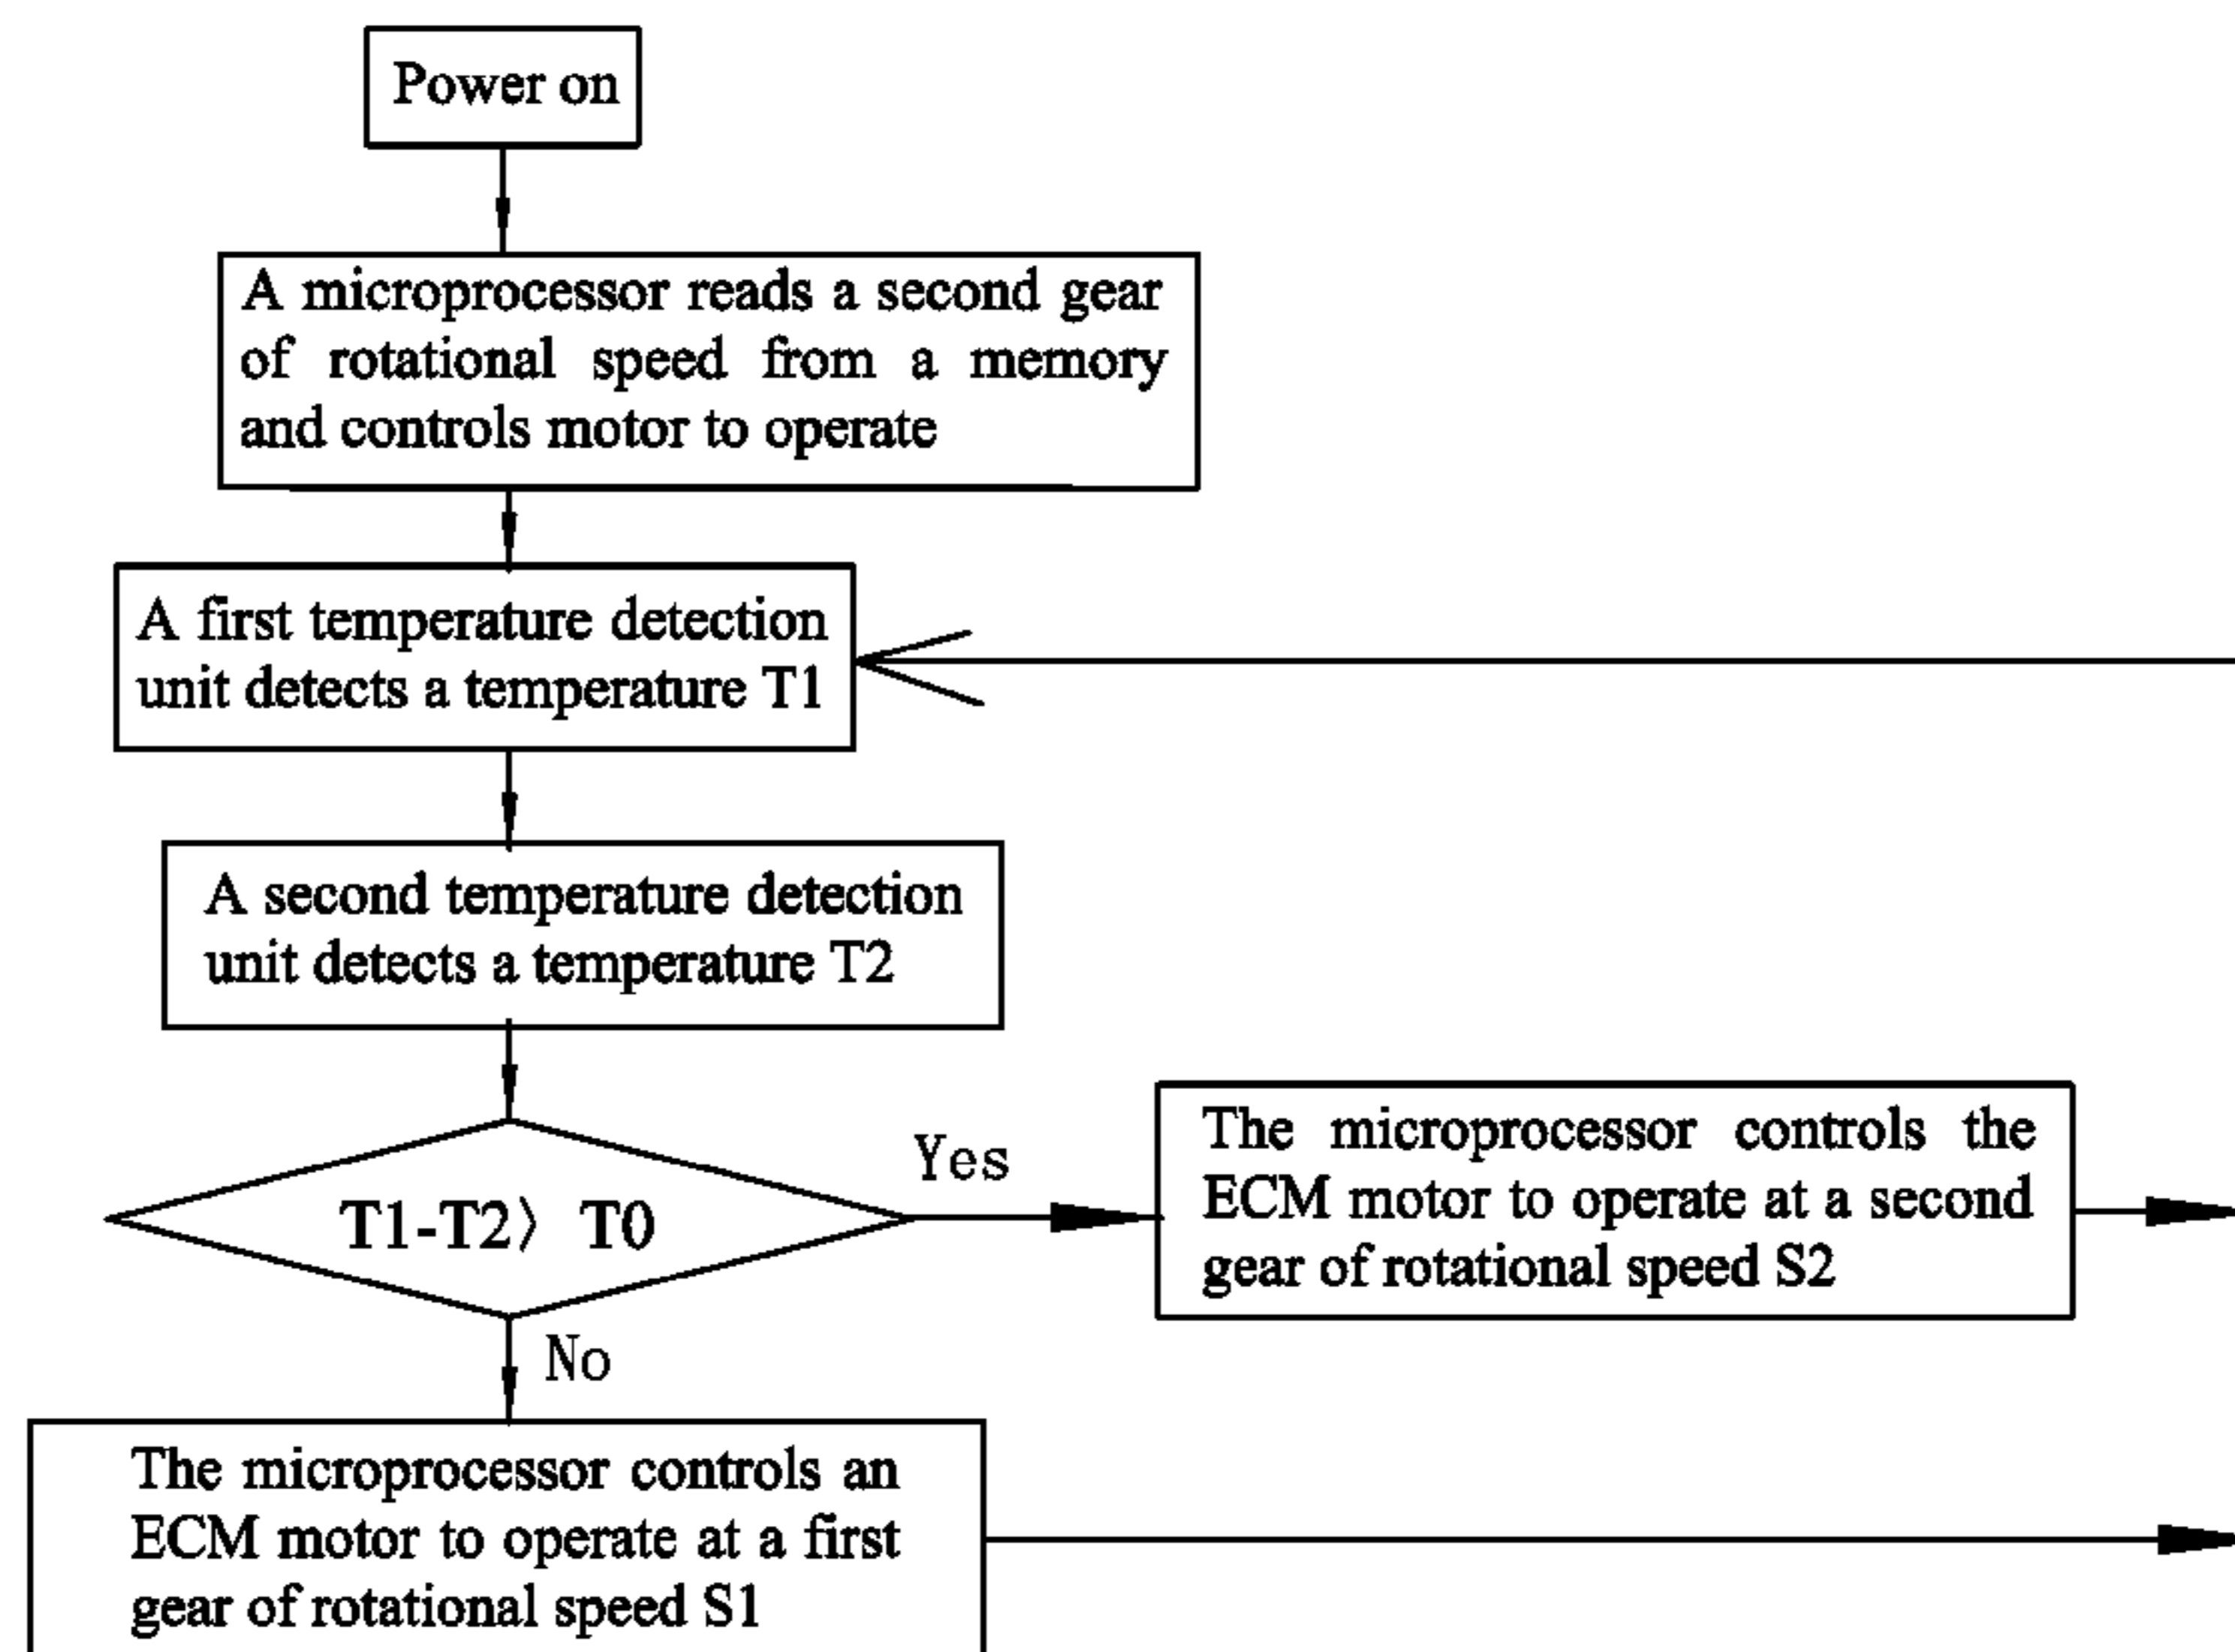 Power on
A microprocessor reads a second gear
of rotational speed from a memory
and controls motor to operate
A first temperature detection
unit detects a temperature T1
A second temperature detection
unit detects a temperature T2
T1-T2〉 T0
Yes
The microprocessor controls the
ECM motor to operate at a second
gear of rotational speed S2
No
The microprocessor controls an
ECM motor to operate at a first
gear of rotational speed S1